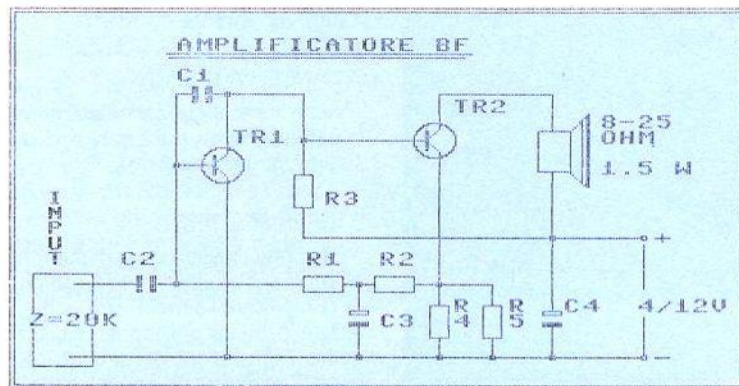 AMPLIFICATORE BF
C1
TR1
TR2
8-25
OHM
1.5 W
R3
INPUT
C2
R1
R2
+
Z=20K
C3
R4
R5
C4
4/12V
-